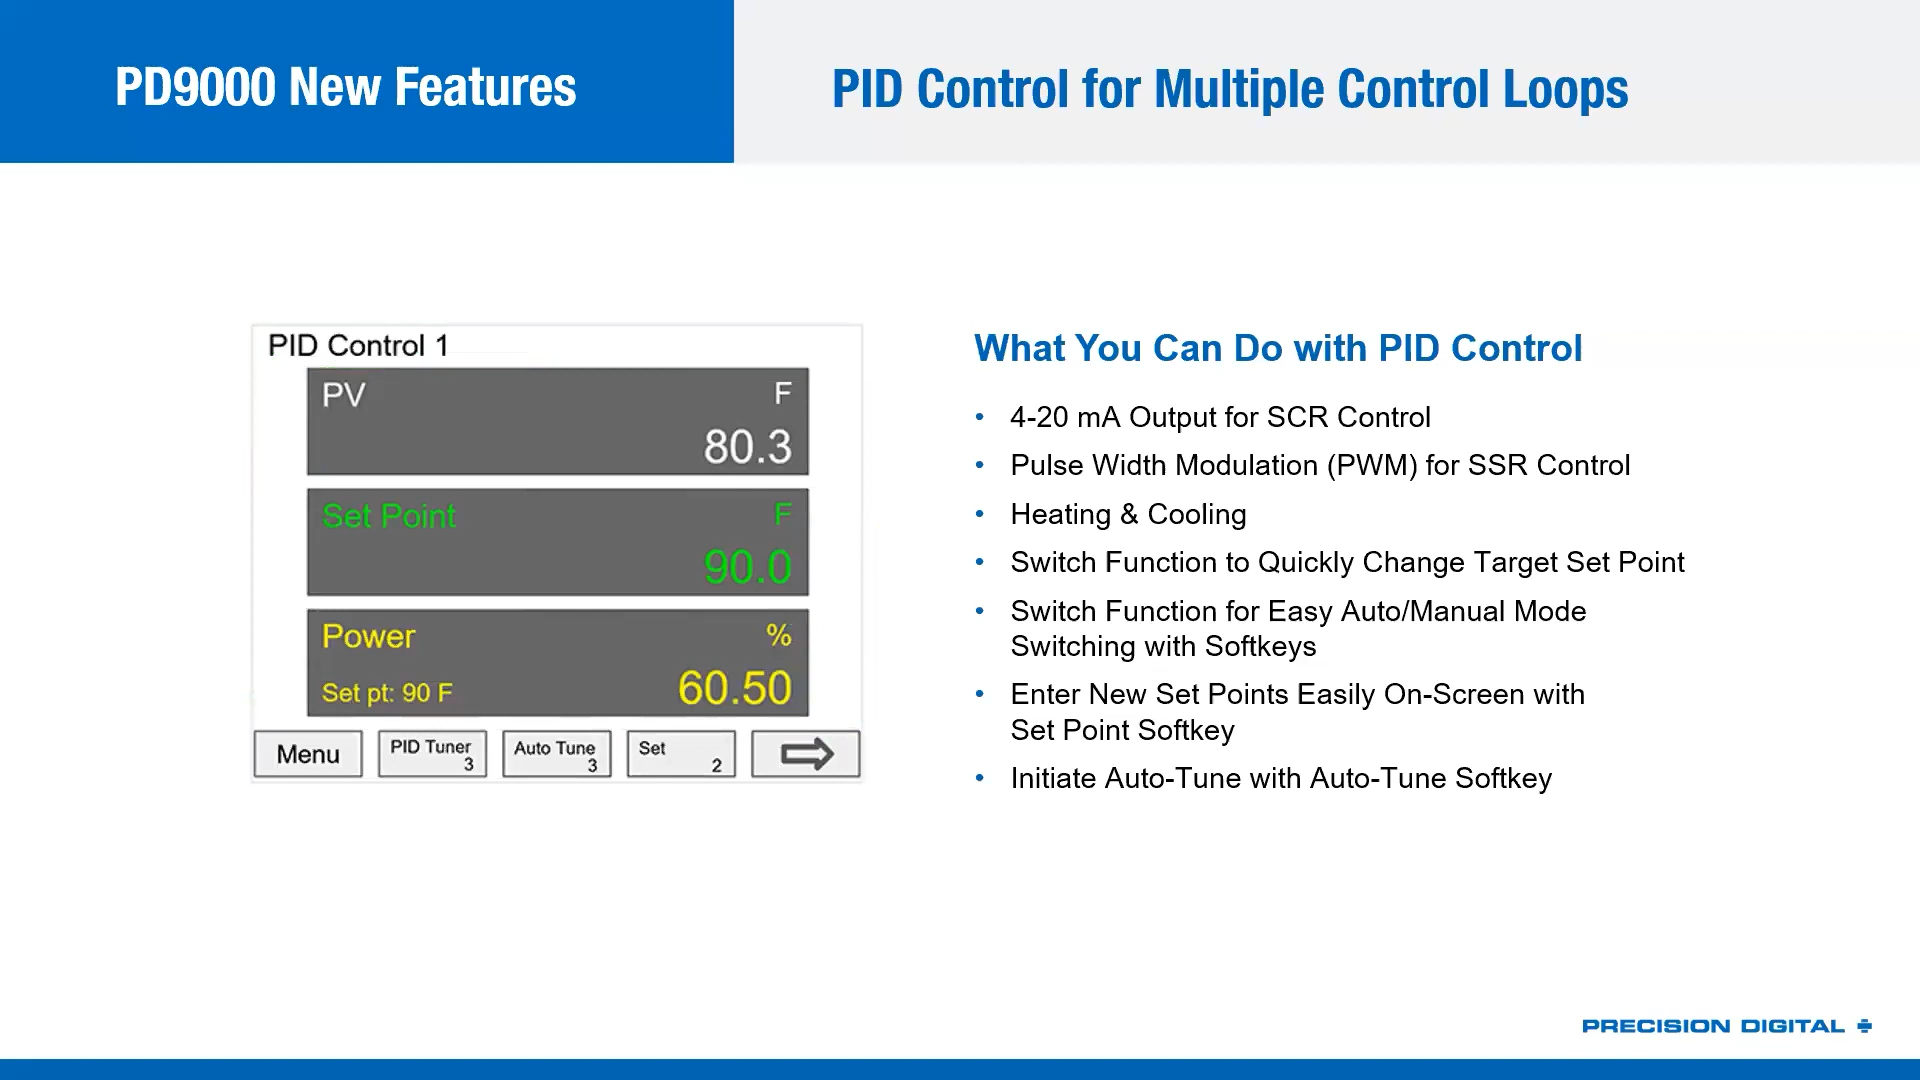 PD9000 New Features
PID Control for Multiple Control Loops
PID Control 1
PV F
80.3
Set Point F
90.0
Power %
Set pt: 90 F 60.50
Menu
PID Tuner
3
Auto Tune
3
Set
2
What You Can Do with PID Control
• 4-20 mA Output for SCR Control
• Pulse Width Modulation (PWM) for SSR Control
• Heating & Cooling
• Switch Function to Quickly Change Target Set Point
• Switch Function for Easy Auto/Manual Mode
Switching with Softkeys
• Enter New Set Points Easily On-Screen with
Set Point Softkey
• Initiate Auto-Tune with Auto-Tune Softkey
PRECISION DIGITAL